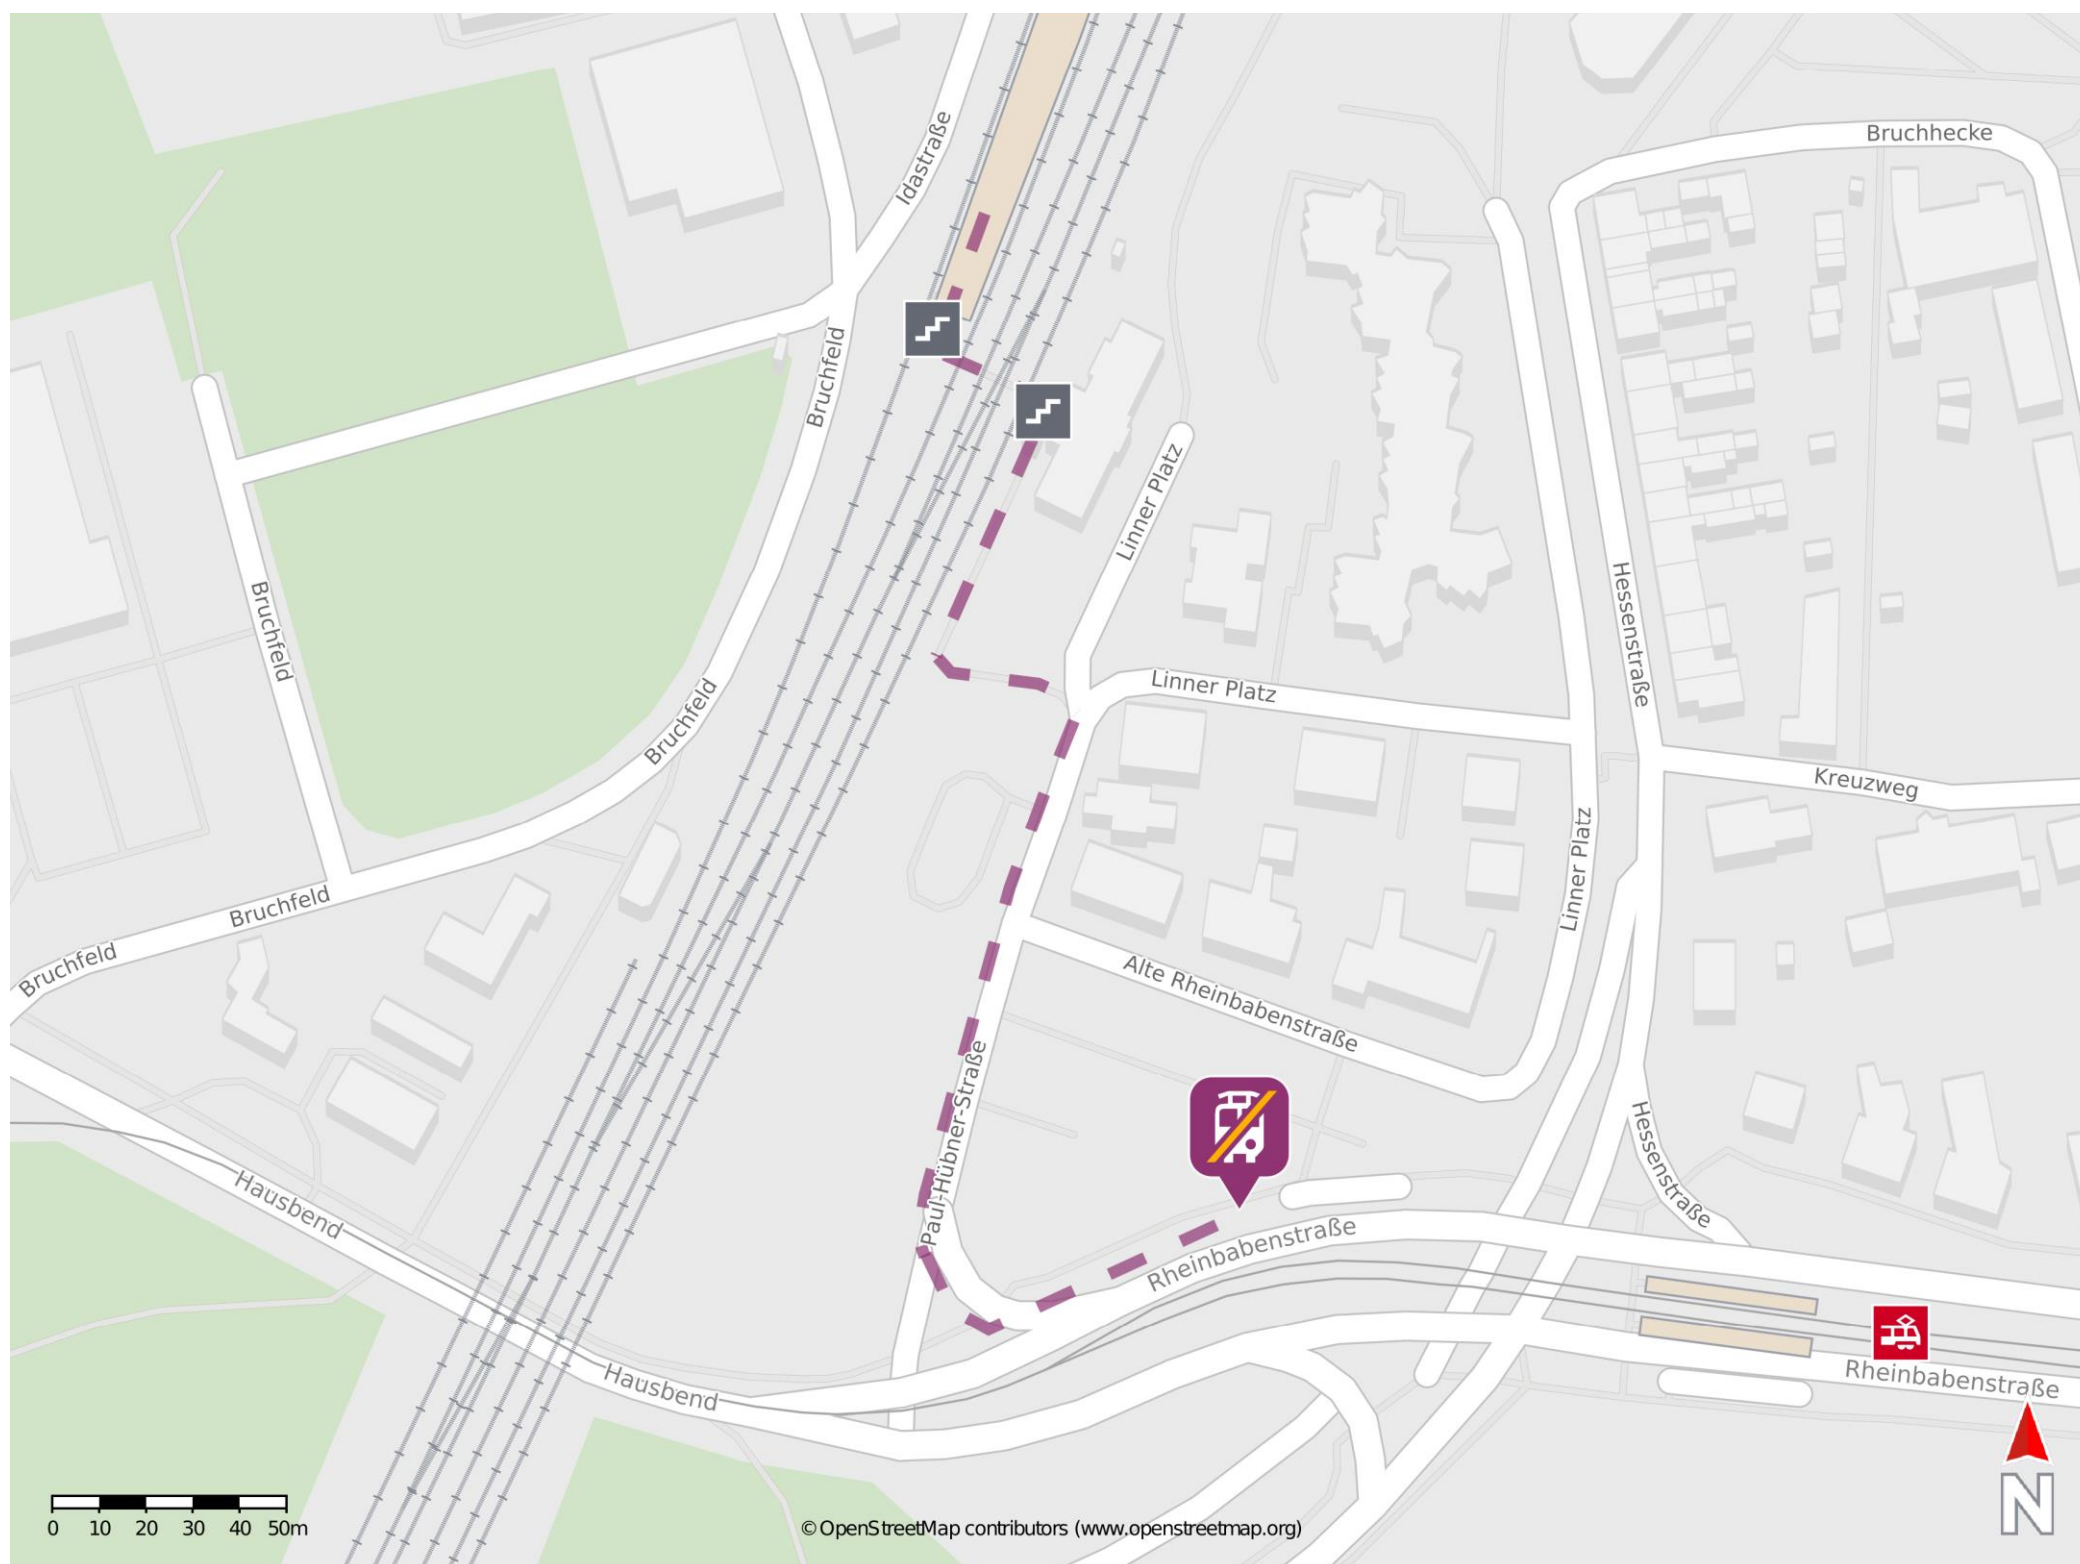 Bruchhecke
Idastraße
Bruchfeld
Linner Platz
Hessenstraße
Bruchfeld
Linner Platz
Bruchfeld
Kreuzweg
Linner Platz
Bruchfeld
Bruchfeld
Alte Rheinbabenstraße
Paul-Hübner-Straße
Hessenstraße
Hausbend
Rheinbabenstraße
Hausbend
Rheinbabenstraße
N
0 10 20 30 40 50m
© OpenStreetMap contributors (www.openstreetmap.org)